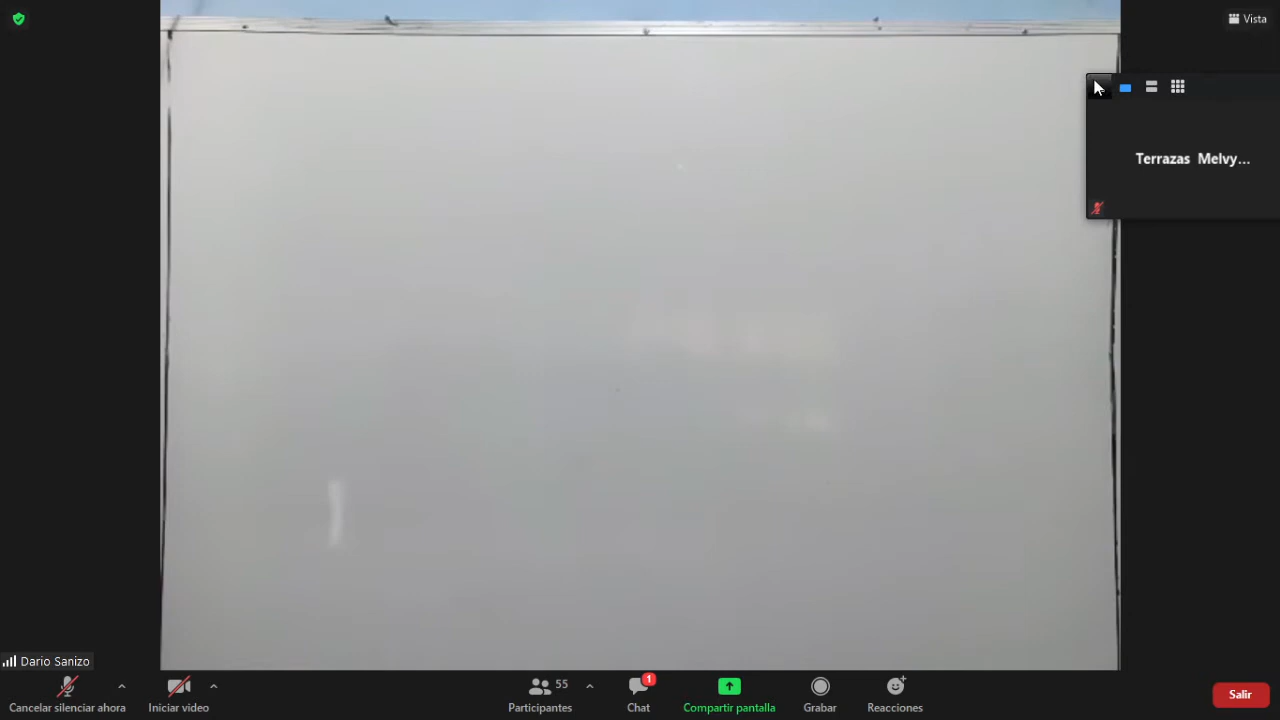 Vista
Terrazas Melvy...
Dario Sanizo
Cancelar silenciar ahora
Iniciar video
55
Participantes
1
Chat
Compartir pantalla
Grabar
Reacciones
Salir